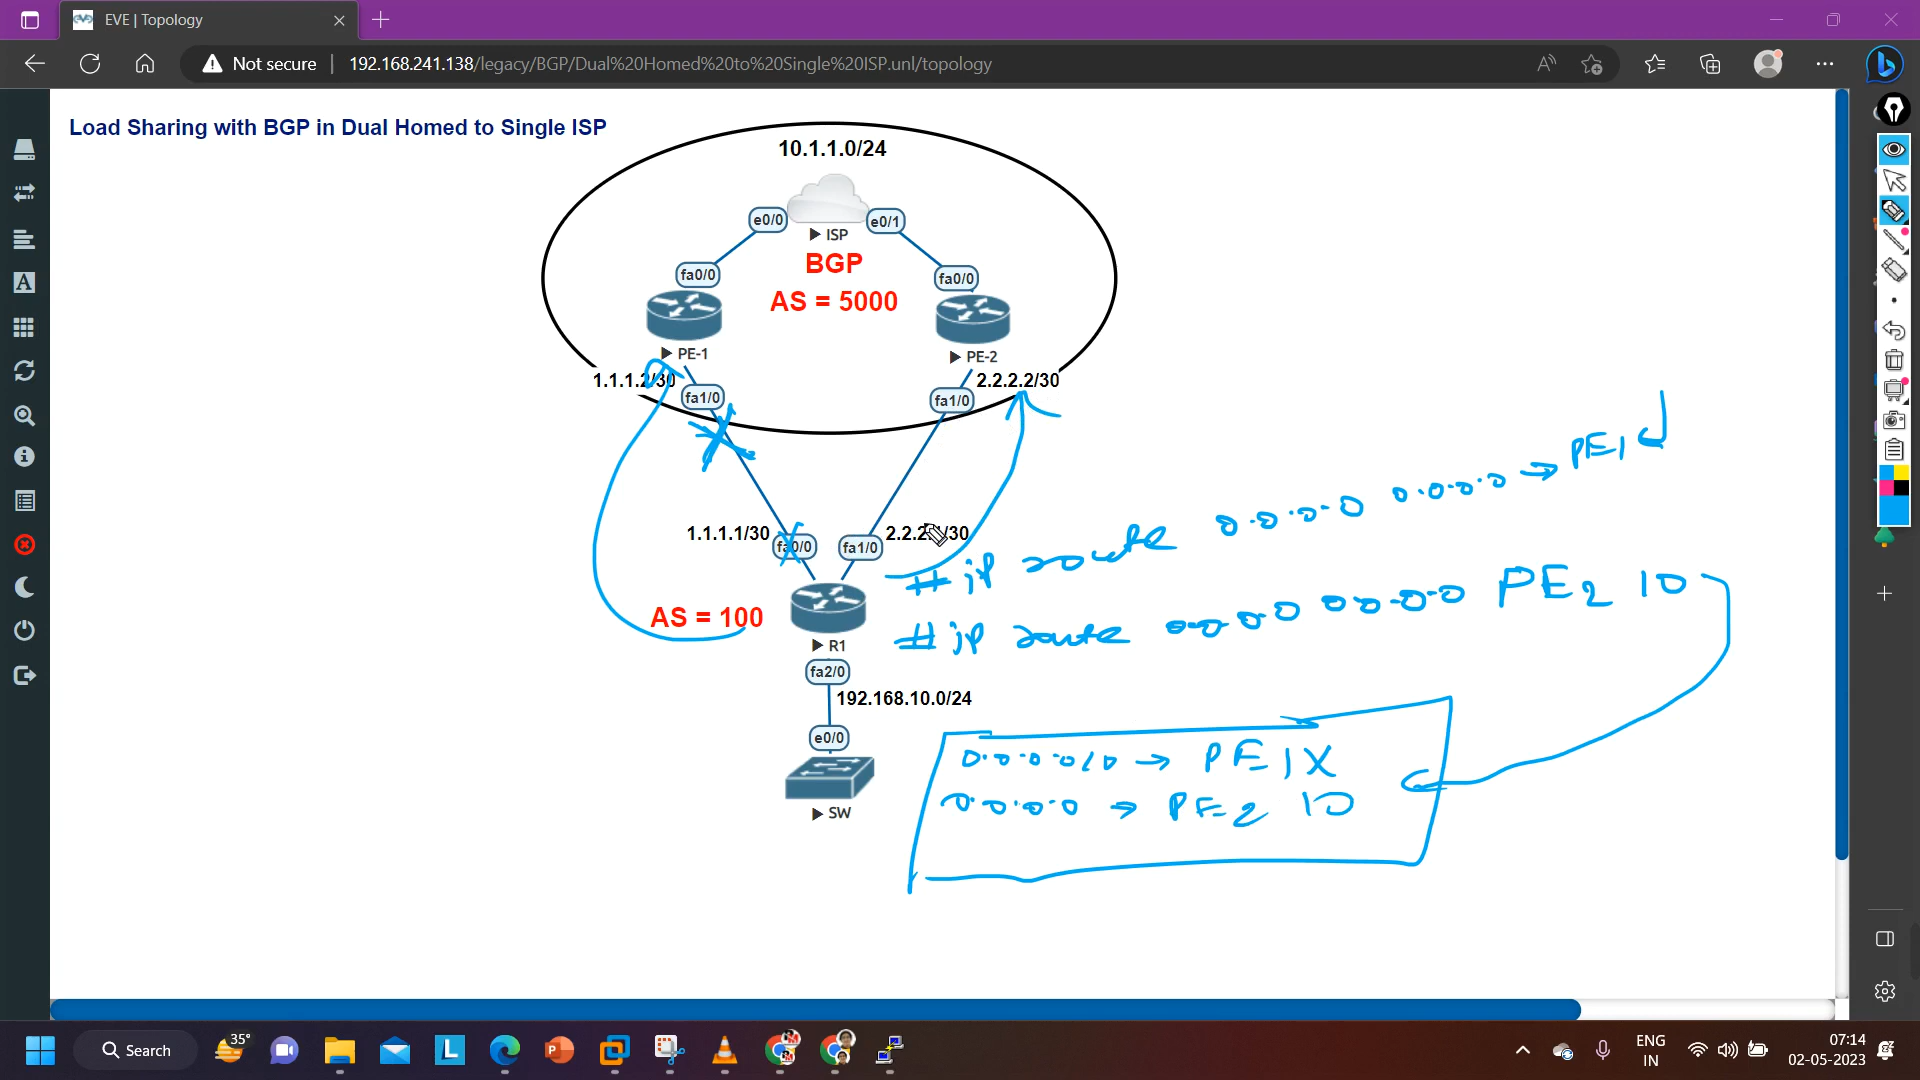 EVE | Topology
Not secure | 192.168.241.138/legacy/BGP/Dual%20Homed%20to%20Single%20ISP.unl/topology
Load Sharing with BGP in Dual Homed to Single ISP
10.1.1.0/24
e0/0
e0/1
ISP
BGP
AS = 5000
fa0/0
fa0/0
PE-1
PE-2
1.1.1.2/30
2.2.2.2/30
fa1/0
fa1/0
PE1
# ip route 0.0.0.0 0.0.0.0 → PE1
1.1.1.1/30
fa0/0
fa1/0
# ip route 0.0.0.0 0.0.0.0 PE2 10
AS = 100
R1
fa2/0
192.168.10.0/24
e0/0
0.0.0.0/0 → PE1 X
0.0.0.0 → PE2 10
SW
35°
Search
ENG
IN
07:14
02-05-2023